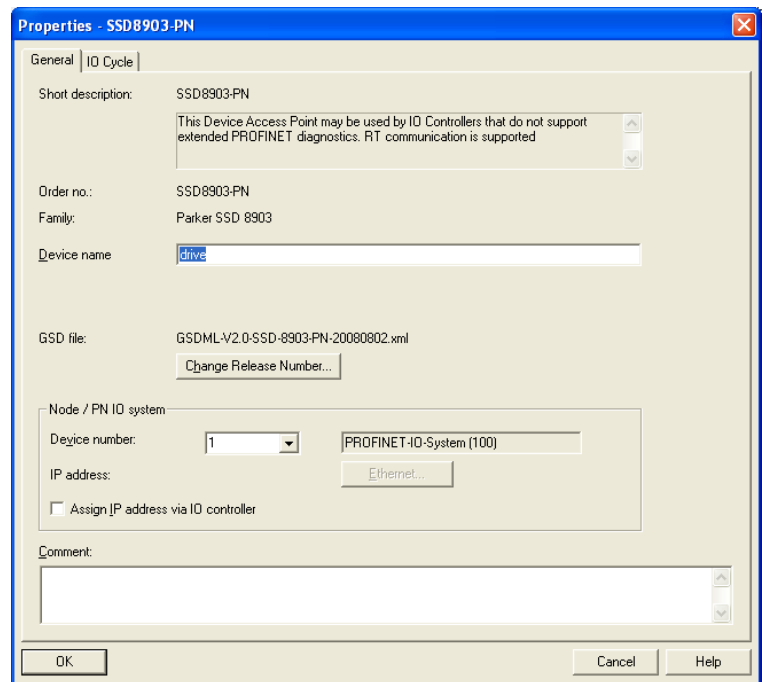 Properties - SSD8903-PN
General
IO Cycle
Short description:
SSD8903-PN
This Device Access Point may be used by IO Controllers that do not support
extended PROFINET diagnostics. RT communication is supported
Order no.:
SSD8903-PN
Family:
Parker SSD 8903
Device name
drive
GSD file:
GSDML-V2.0-SSD-8903-PN-20080802.xml
Change Release Number...
Node / PN IO system
Device number:
1
PROFINET-IO-System (100)
IP address:
Ethernet...
Assign IP address via IO controller
Comment:
OK
Cancel
Help